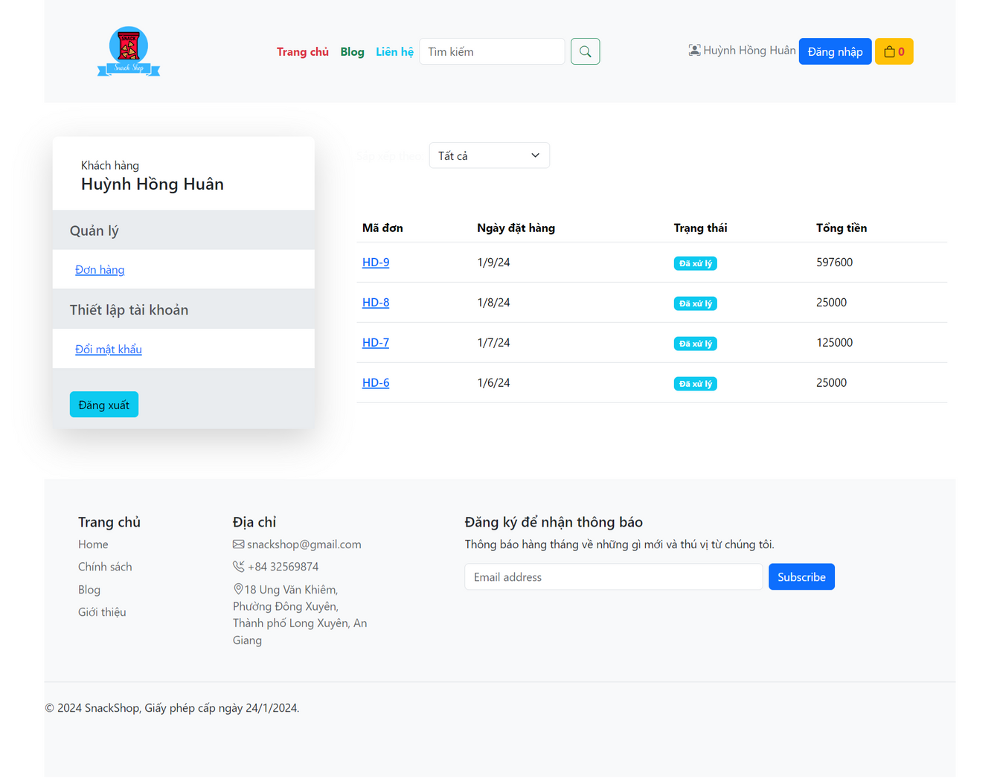 SNACK
Snack Shop
Trang chủ Blog Liên hệ Tìm kiếm
Huỳnh Hồng Huân Đăng nhập 0
Khách hàng
Huỳnh Hồng Huân
Quản lý
Đơn hàng
Thiết lập tài khoản
Đổi mật khẩu
Đăng xuất
Sắp xếp theo: Tất cả
Mã đơn Ngày đặt hàng Trạng thái Tổng tiền
HD-9 1/9/24 Đã xử lý 597600
HD-8 1/8/24 Đã xử lý 25000
HD-7 1/7/24 Đã xử lý 125000
HD-6 1/6/24 Đã xử lý 25000
Trang chủ
Home
Chính sách
Blog
Giới thiệu
Địa chỉ
snackshop@gmail.com
+84 32569874
18 Ung Văn Khiêm,
Phường Đông Xuyên,
Thành phố Long Xuyên, An
Giang
Đăng ký để nhận thông báo
Thông báo hàng tháng về những gì mới và thú vị từ chúng tôi.
Email address Subscribe
© 2024 SnackShop, Giấy phép cấp ngày 24/1/2024.